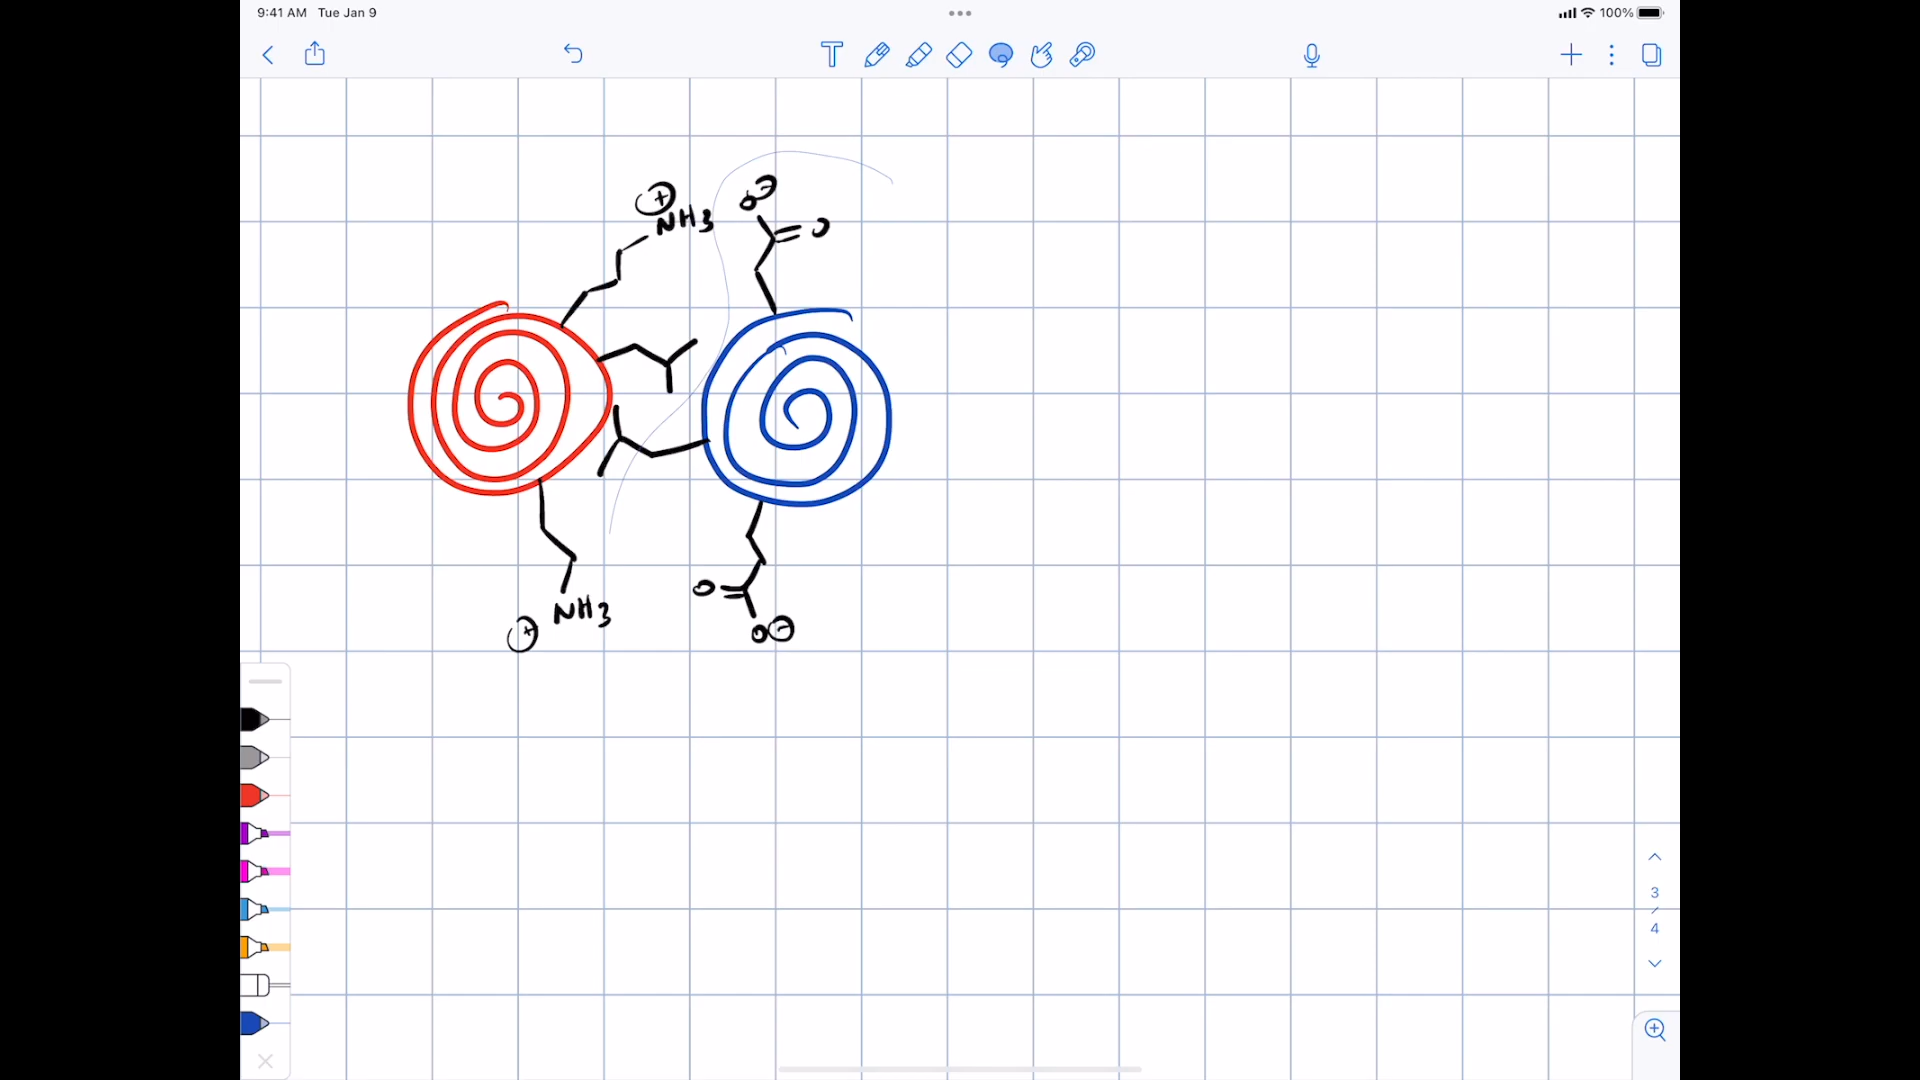 9:41 AM Tue Jan 9
100%
+
NH3
O-
=O
NH3
+
O=
O-
3
/
4